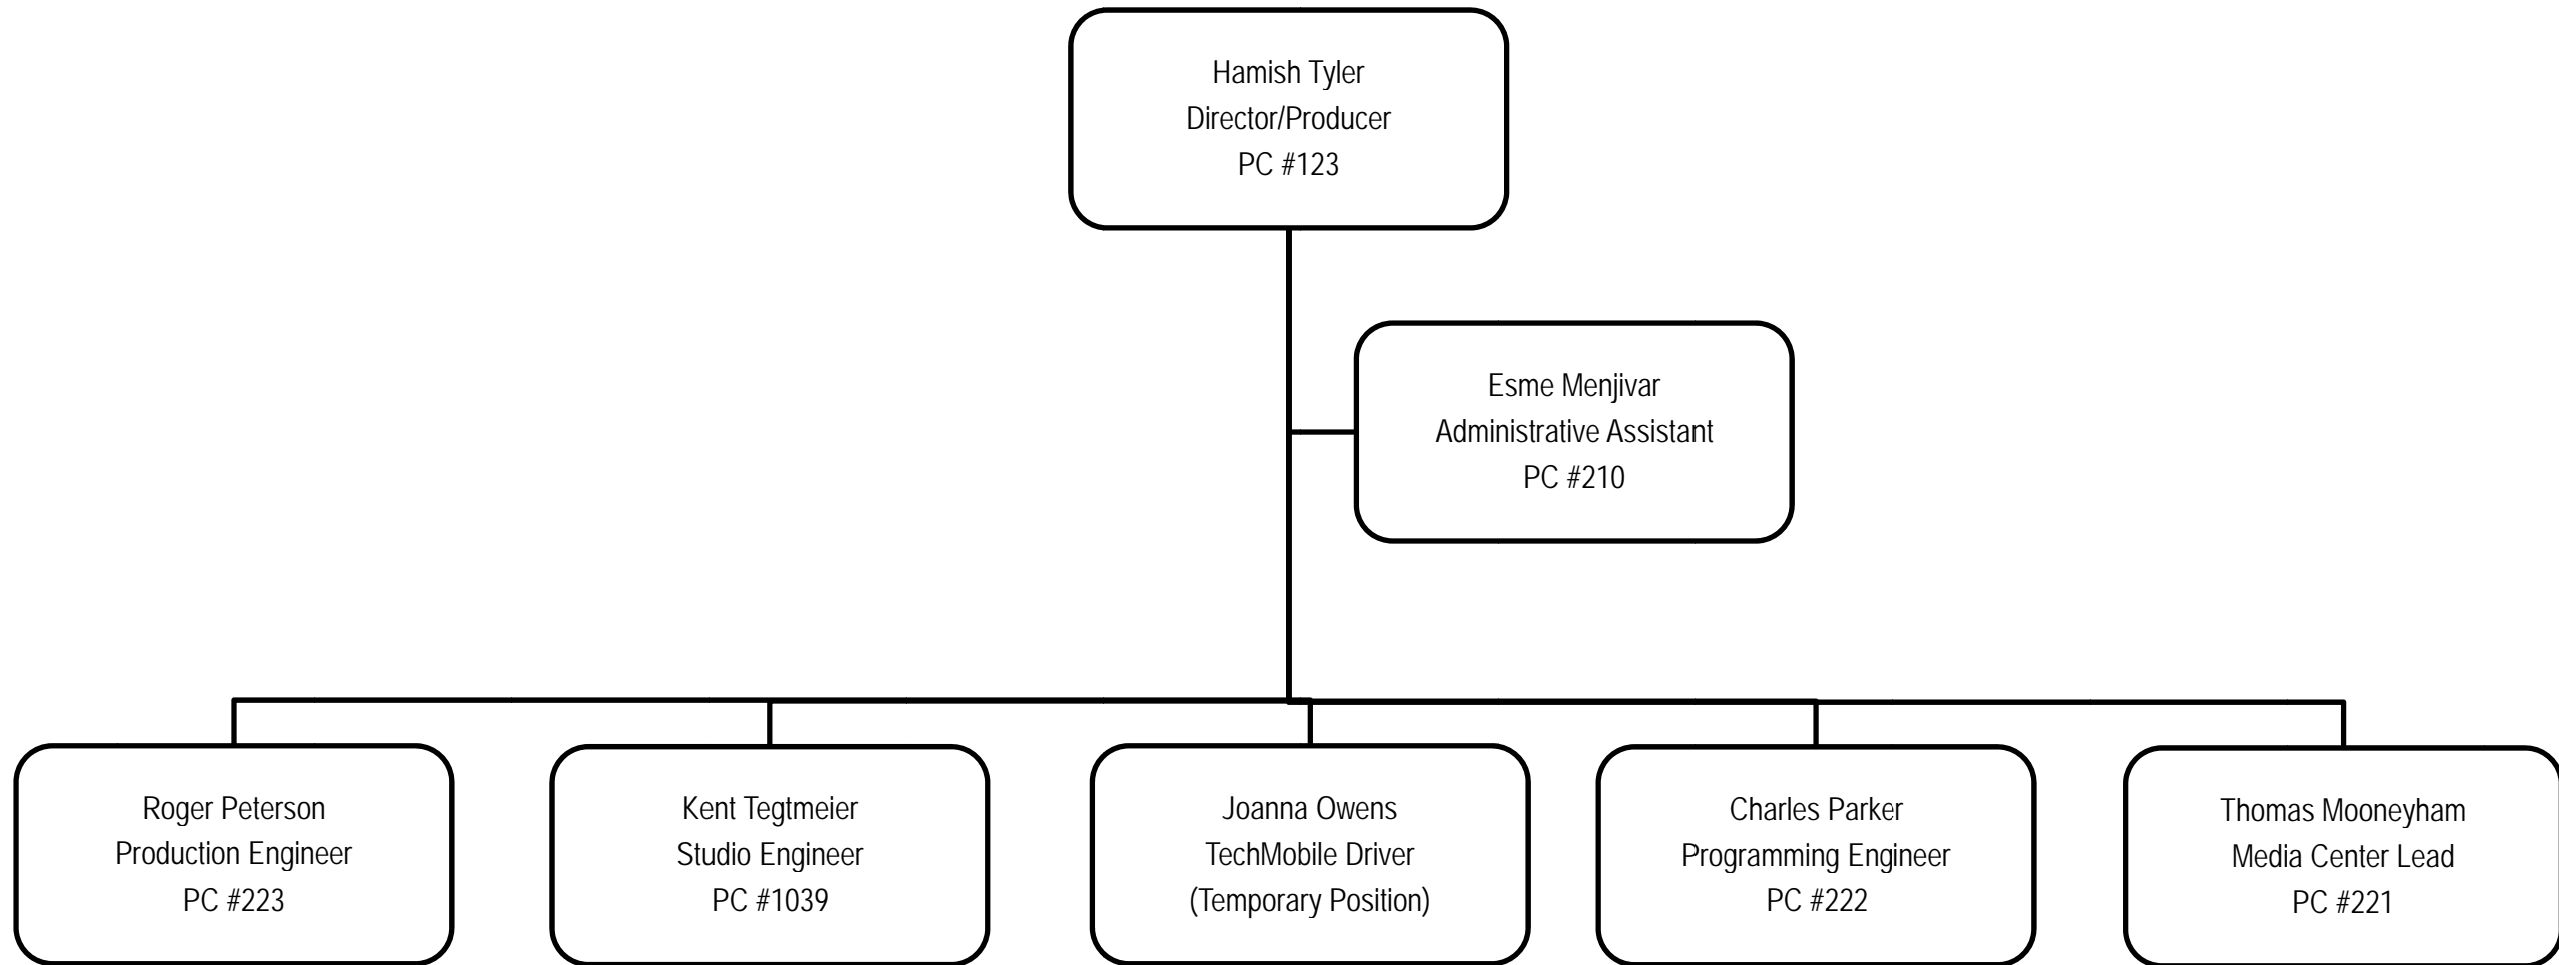 Hamish Tyler
Director/Producer
PC #123
Esme Menjivar
Administrative Assistant
PC #210
Roger Peterson
Production Engineer
PC #223
Kent Tegtmeier
Studio Engineer
PC #1039
Joanna Owens
TechMobile Driver
(Temporary Position)
Charles Parker
Programming Engineer
PC #222
Thomas Mooneyham
Media Center Lead
PC #221